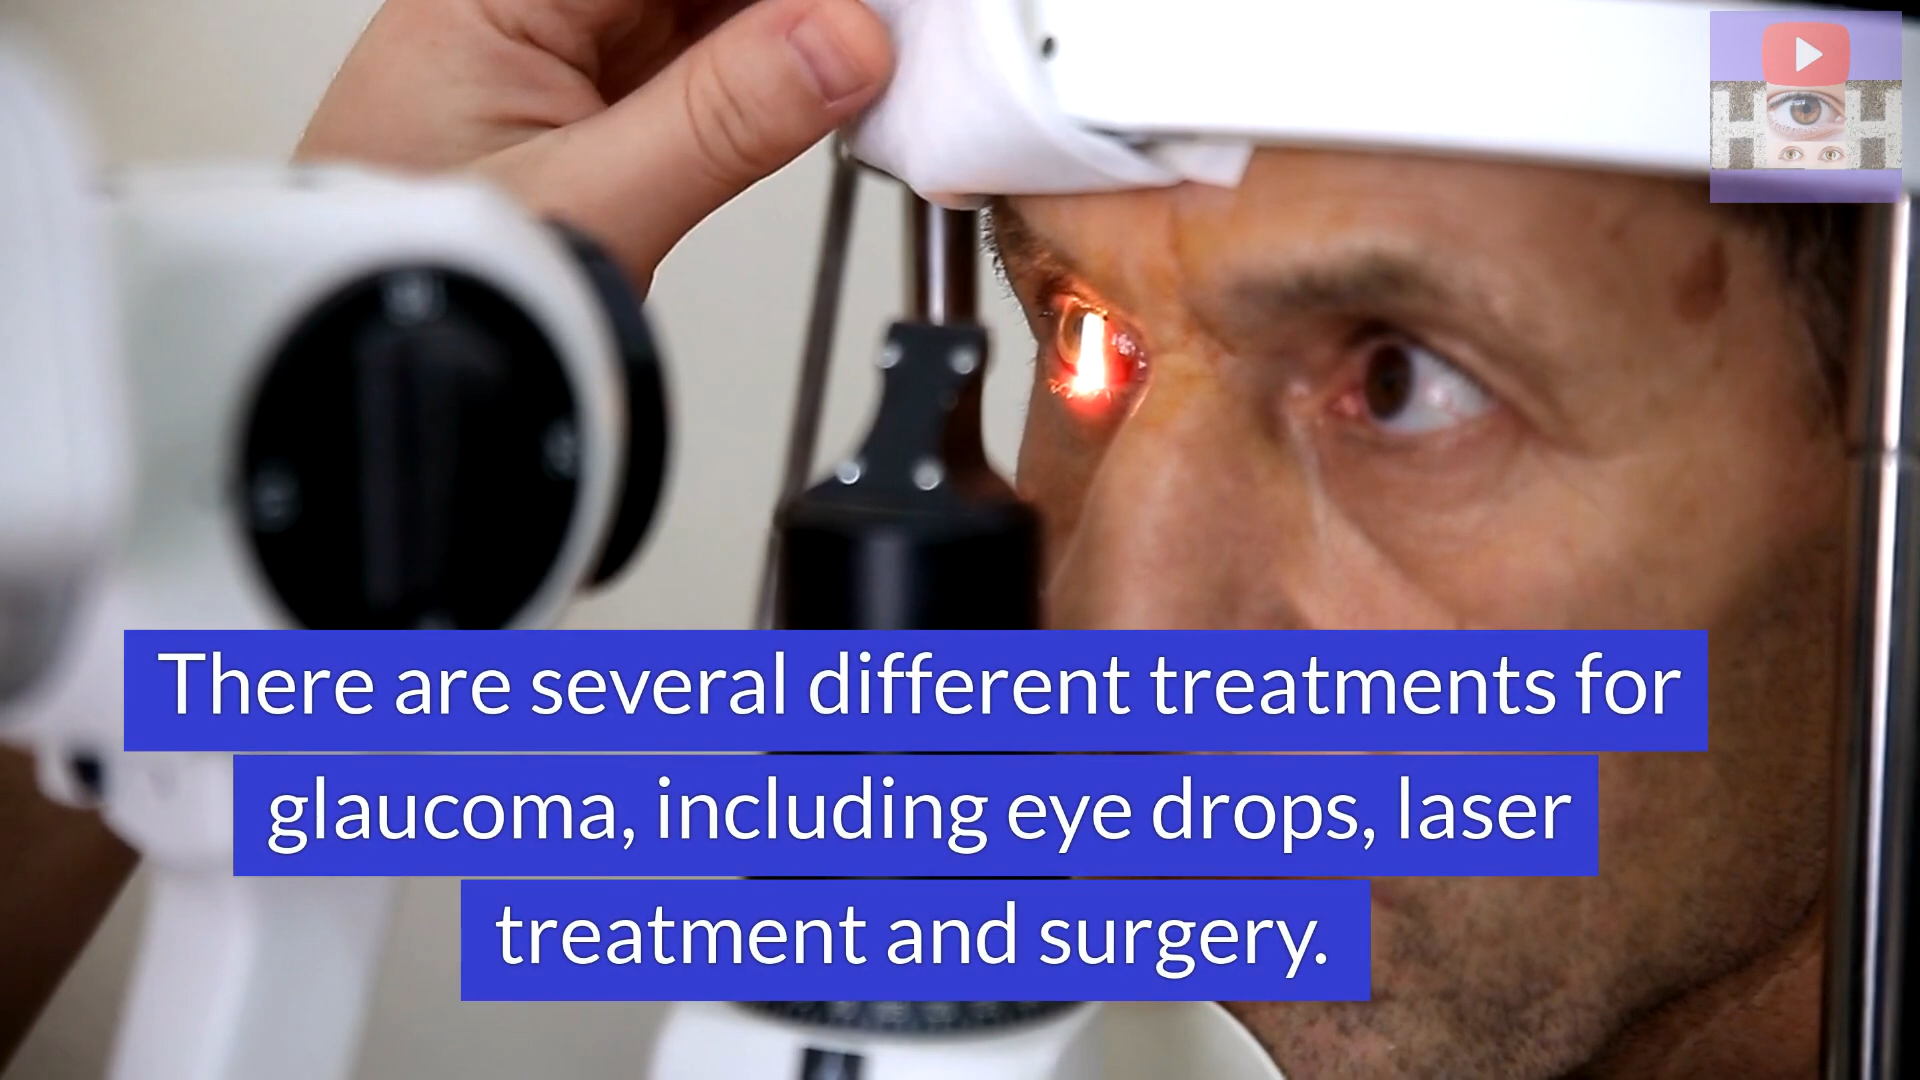 There are several different treatments for
glaucoma, including eye drops, laser
treatment and surgery.
H H